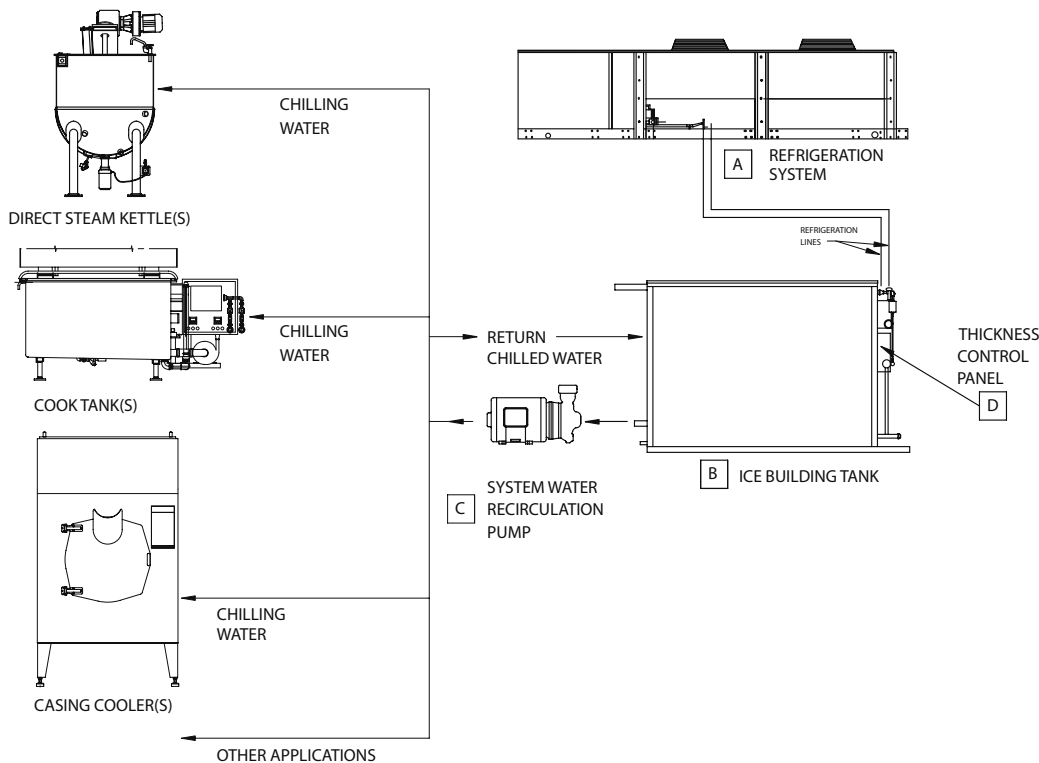 CHILLING
WATER
DIRECT STEAM KETTLE(S)
CHILLING
WATER
COOK TANK(S)
CHILLING
WATER
CASING COOLER(S)
OTHER APPLICATIONS
A
REFRIGERATION
SYSTEM
REFRIGERATION
LINES
RETURN
CHILLED WATER
THICKNESS
CONTROL
PANEL
D
B
ICE BUILDING TANK
C
SYSTEM WATER
RECIRCULATION
PUMP